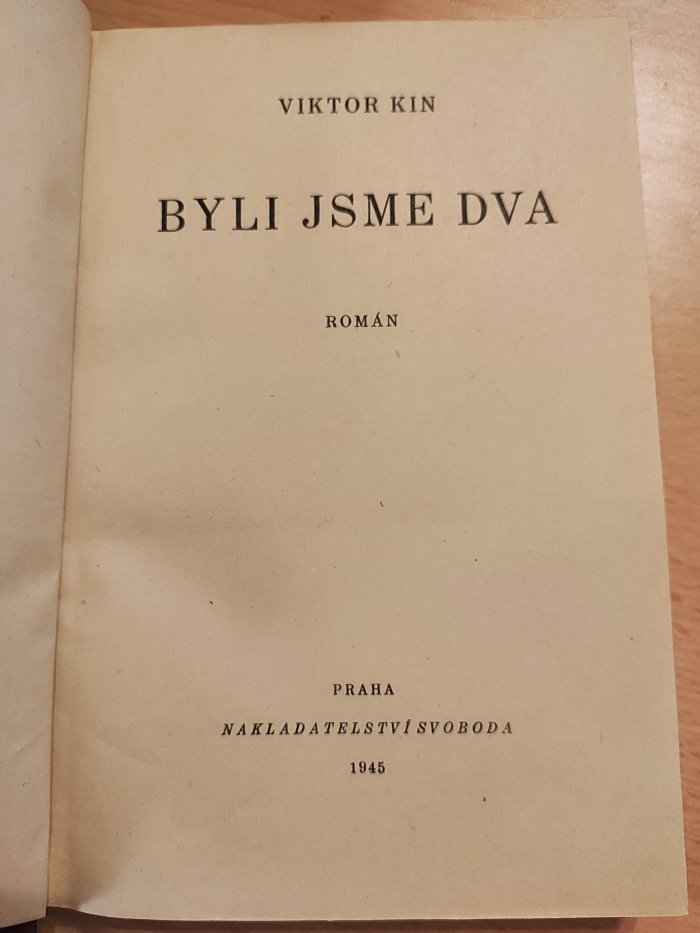 VIKTOR KIN
BYLI JSME DVA
ROMÁN
PRAHA
NAKLADATELSTVÍ SVOBODA
1945